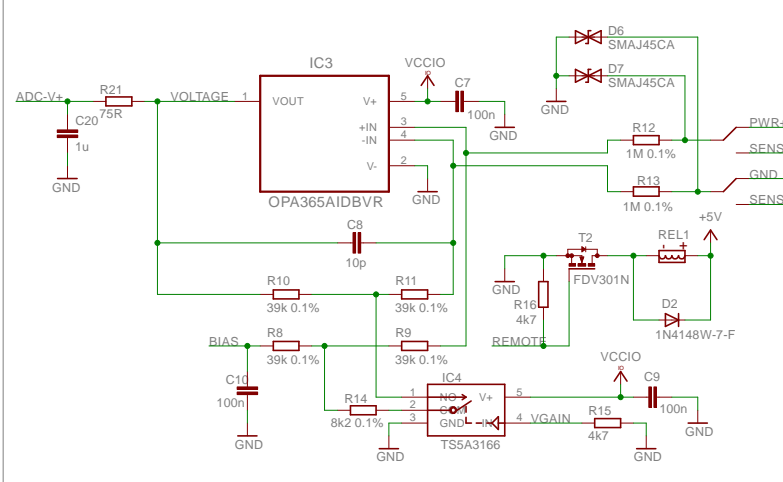 D6
SMAJ45CA
IC3
VCCIO
D7
SMAJ45CA
C7
100n
GND
GND
ADC-V+
R21
75R
VOLTAGE
1
VOUT
V+
5
+IN
3
-IN
4
V-
2
GND
OPA365AIDBVR
C20
1u
GND
R12
1M 0.1%
PWR+
SENS
R13
1M 0.1%
GND
SENS
C8
10p
+5V
T2
REL1
- +
FDV301N
GND
R16
4k7
D2
1N4148W-7-F
REMOTE
R10
39k 0.1%
R11
39k 0.1%
BIAS
R8
39k 0.1%
R9
39k 0.1%
C10
100n
GND
R14
8k2 0.1%
IC4
1
NO
V+
5
2
COM
3
GND
IN
4
VGAIN
TS5A3166
GND
VCCIO
C9
100n
GND
R15
4k7
GND